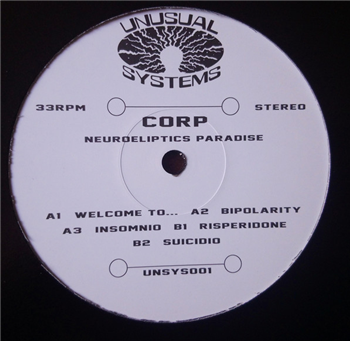 UNUSUAL
SYSTEMS
33RPM STEREO
CORP
NEUROELIPTICS PARADISE
A1 WELCOME TO... A2 BIPOLARITY
A3 INSOMNIO B1 RISPERIDONE
B2 SUICIDIO
UNSYS001